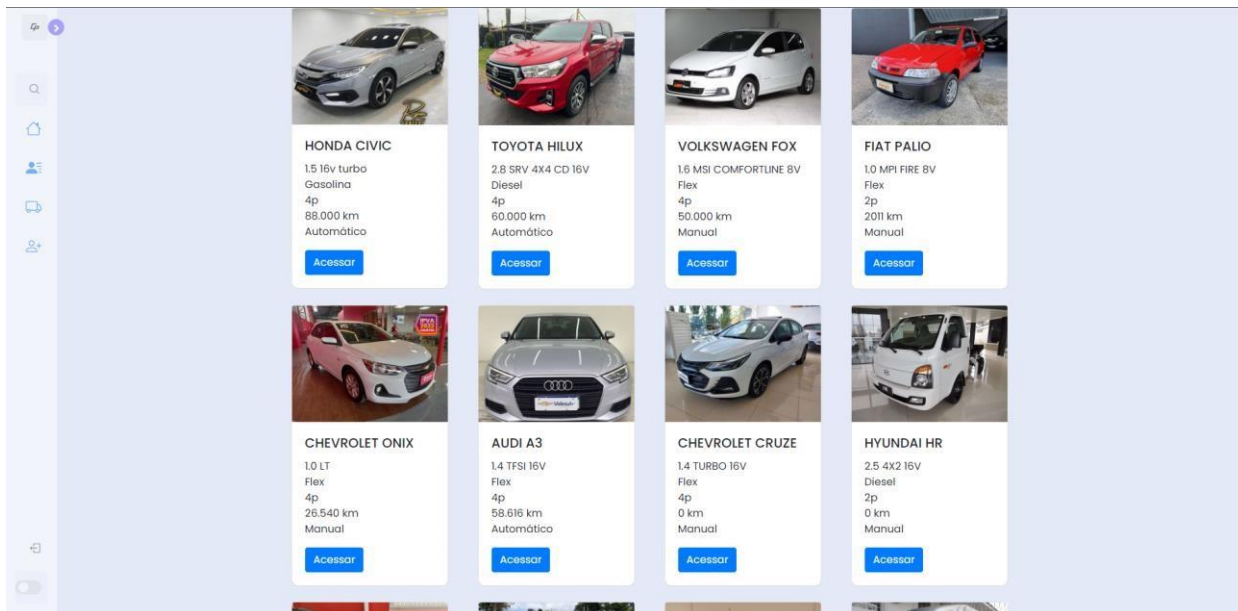 HONDA CIVIC
1.5 16v turbo
Gasolina
4p
88.000 km
Automático
Acessar
TOYOTA HILUX
2.8 SRV 4X4 CD 16V
Diesel
4p
60.000 km
Automático
Acessar
VOLKSWAGEN FOX
1.6 MSI COMFORTLINE 8V
Flex
4p
50.000 km
Manual
Acessar
FIAT PALIO
1.0 MPI FIRE 8V
Flex
2p
2011 km
Manual
Acessar
IPVA
2023
CHEVROLET ONIX
1.0 LT
Flex
4p
26.540 km
Manual
Acessar
AUDI A3
1.4 TFSI 16V
Flex
4p
58.616 km
Automático
Acessar
CHEVROLET CRUZE
1.4 TURBO 16V
Flex
4p
0 km
Manual
Acessar
HYUNDAI HR
2.5 4X2 16V
Diesel
2p
0 km
Manual
Acessar